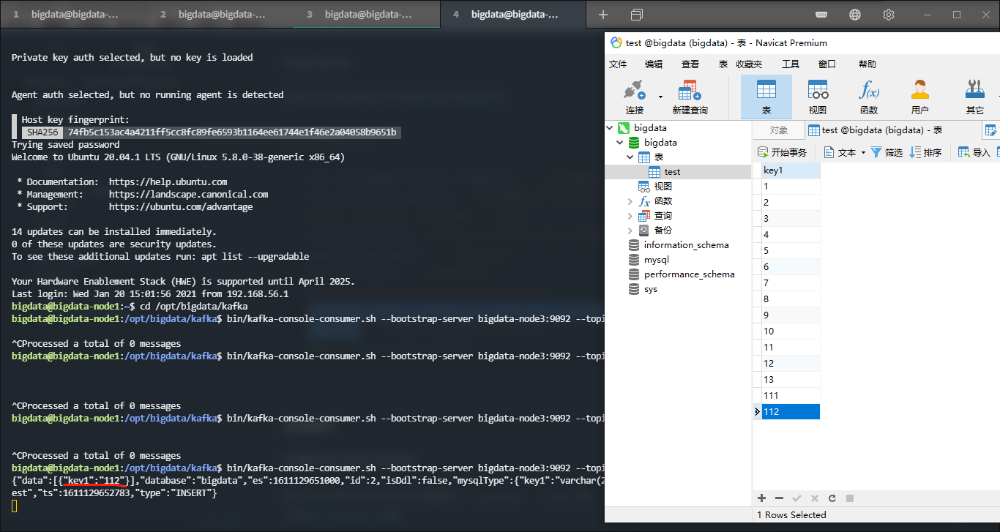 1 bigdata@bigdata-...
2 bigdata@bigdata-...
3 bigdata@bigdata-...
4 bigdata@bigdata-...
Private key auth selected, but no key is loaded
Agent auth selected, but no running agent is detected
Host key fingerprint:
SHA256 74fb5c153ac4a4211ff5cc8fc89fe6593b1164ee61744e1f46e2a04058b9651b
Trying saved password
Welcome to Ubuntu 20.04.1 LTS (GNU/Linux 5.8.0-38-generic x86_64)
* Documentation: https://help.ubuntu.com
* Management: https://landscape.canonical.com
* Support: https://ubuntu.com/advantage
14 updates can be installed immediately.
0 of these updates are security updates.
To see these additional updates run: apt list --upgradable
Your Hardware Enablement Stack (HWE) is supported until April 2025.
Last login: Wed Jan 20 15:01:56 2021 from 192.168.56.1
bigdata@bigdata-node1:~$ cd /opt/bigdata/kafka
bigdata@bigdata-node1:/opt/bigdata/kafka$ bin/kafka-console-consumer.sh --bootstrap-server bigdata-node3:9092 --topi
^CProcessed a total of 0 messages
bigdata@bigdata-node1:/opt/bigdata/kafka$ bin/kafka-console-consumer.sh --bootstrap-server bigdata-node3:9092 --topi
^CProcessed a total of 0 messages
bigdata@bigdata-node1:/opt/bigdata/kafka$ bin/kafka-console-consumer.sh --bootstrap-server bigdata-node3:9092 --topi
^CProcessed a total of 0 messages
bigdata@bigdata-node1:/opt/bigdata/kafka$ bin/kafka-console-consumer.sh --bootstrap-server bigdata-node3:9092 --topi
{"data":[{"key1":"112"}],"database":"bigdata","es":1611129651000,"id":2,"isDdl":false,"mysqlType":{"key1":"varchar(2
est","ts":1611129652783,"type":"INSERT"}
test @bigdata (bigdata) - 表 - Navicat Premium
文件 编辑 查看 表 收藏夹 工具 窗口 帮助
连接 新建查询 表 视图 函数 用户 其它
bigdata
bigdata
表
test
视图
函数
查询
备份
information_schema
mysql
performance_schema
sys
对象 test @bigdata (bigdata) - 表
开始事务 文本 筛选 排序 导入
key1
1
2
3
4
5
6
7
8
9
10
11
12
13
111
112
1 Rows Selected